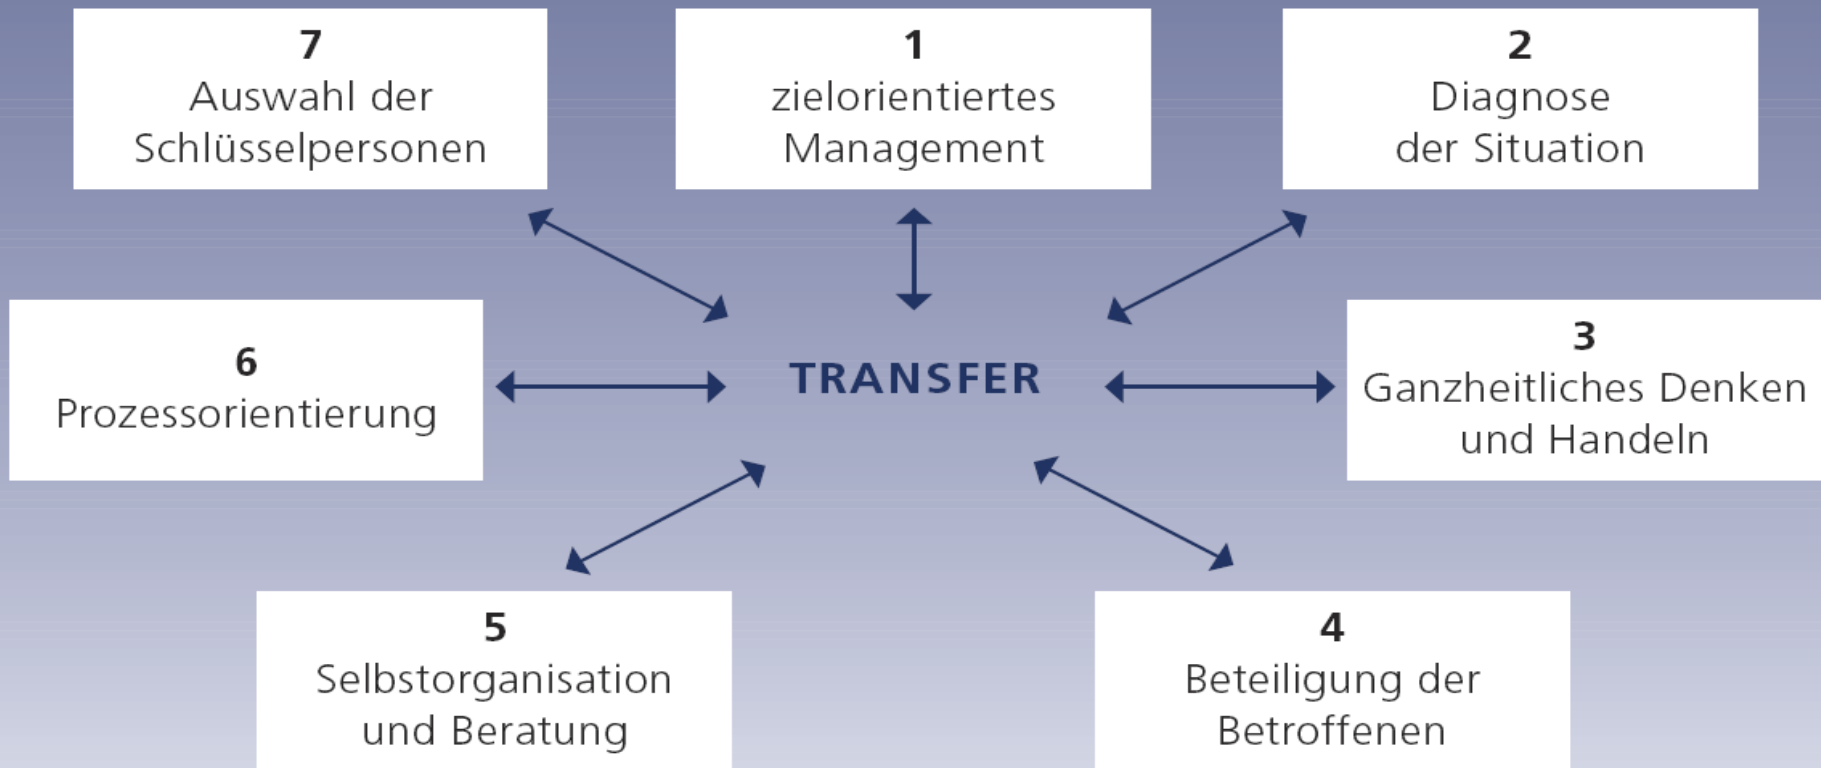 7
Auswahl der
Schlüsselpersonen
1
zielorientiertes
Management
2
Diagnose
der Situation
6
Prozessorientierung
TRANSFER
3
Ganzheitliches Denken
und Handeln
5
Selbstorganisation
und Beratung
4
Beteiligung der
Betroffenen